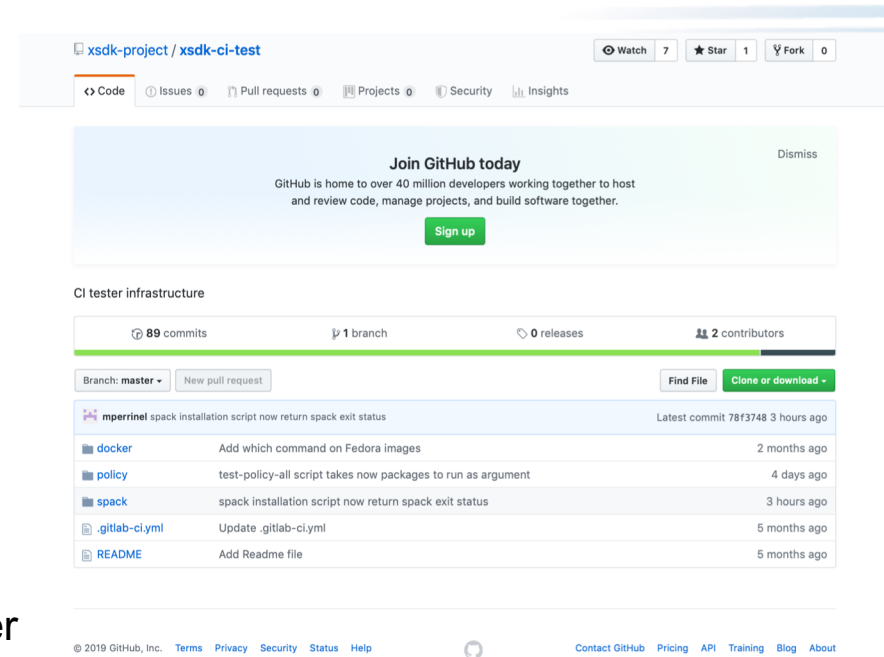 xsdk-project / xsdk-ci-test
Watch 7 Star 1 Fork 0
Code Issues 0 Pull requests 0 Projects 0 Security Insights
Join GitHub today
Dismiss
GitHub is home to over 40 million developers working together to host
and review code, manage projects, and build software together.
Sign up
CI tester infrastructure
89 commits 1 branch 0 releases 2 contributors
Branch: master New pull request Find File Clone or download
mperrinel spack installation script now return spack exit status Latest commit 78f3748 3 hours ago
docker Add which command on Fedora images 2 months ago
policy test-policy-all script takes now packages to run as argument 4 days ago
spack spack installation script now return spack exit status 3 hours ago
.gitlab-ci.yml Update .gitlab-ci.yml 5 months ago
README Add Readme file 5 months ago
er
© 2019 GitHub, Inc. Terms Privacy Security Status Help Contact GitHub Pricing API Training Blog About